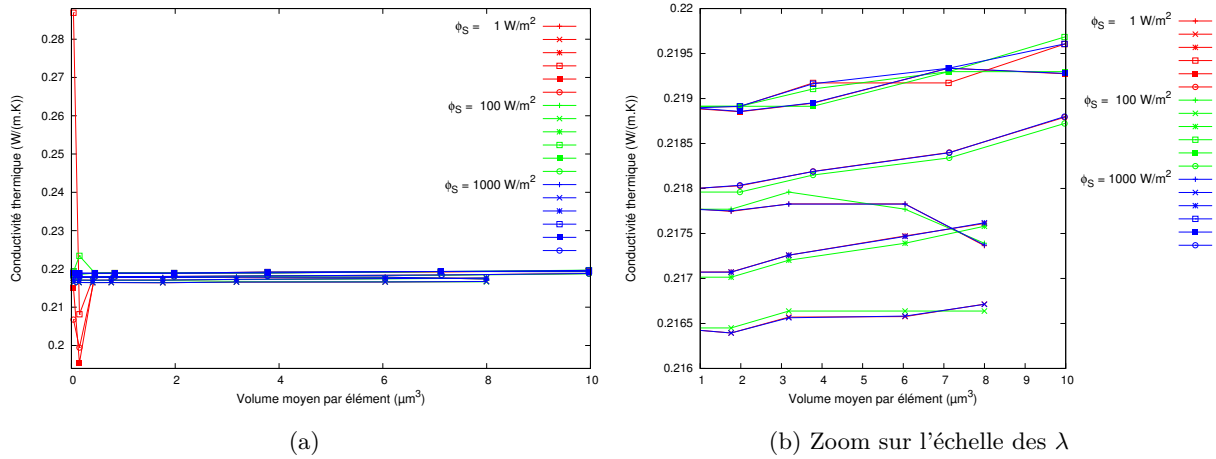 0.28
0.27
0.26
0.25
0.24
0.23
0.22
0.21
0.2
Conductivité thermique (W/(m.K))
0 2 4 6 8 10
Volume moyen par élément (µm³)
ϕS = 1 W/m²
ϕS = 100 W/m²
ϕS = 1000 W/m²
(a)
0.22
0.2195
0.219
0.2185
0.218
0.2175
0.217
0.2165
0.216
Conductivité thermique (W/(m.K))
1 2 3 4 5 6 7 8 9 10
Volume moyen par élément (µm³)
ϕS = 1 W/m²
ϕS = 100 W/m²
ϕS = 1000 W/m²
(b) Zoom sur l'échelle des λ